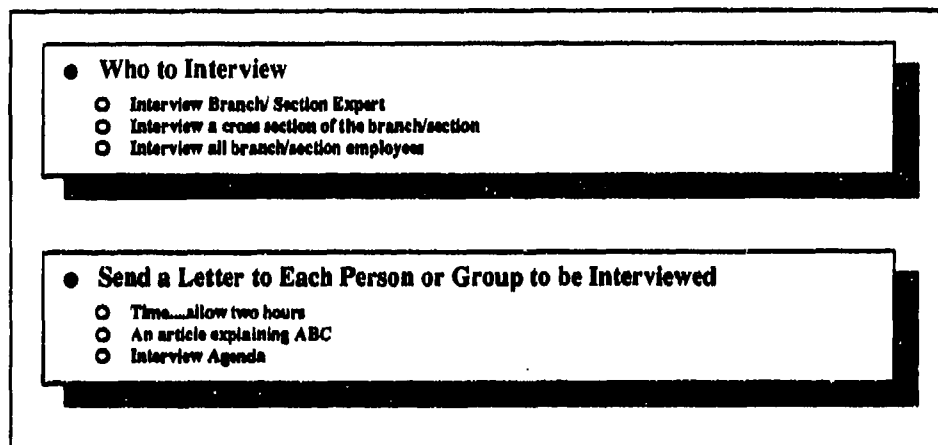 ● Who to Interview
○ Interview Branch/ Section Expert
○ Interview a cross section of the branch/section
○ Interview all branch/section employees
● Send a Letter to Each Person or Group to be Interviewed
○ Time....allow two hours
○ An article explaining ABC
○ Interview Agenda